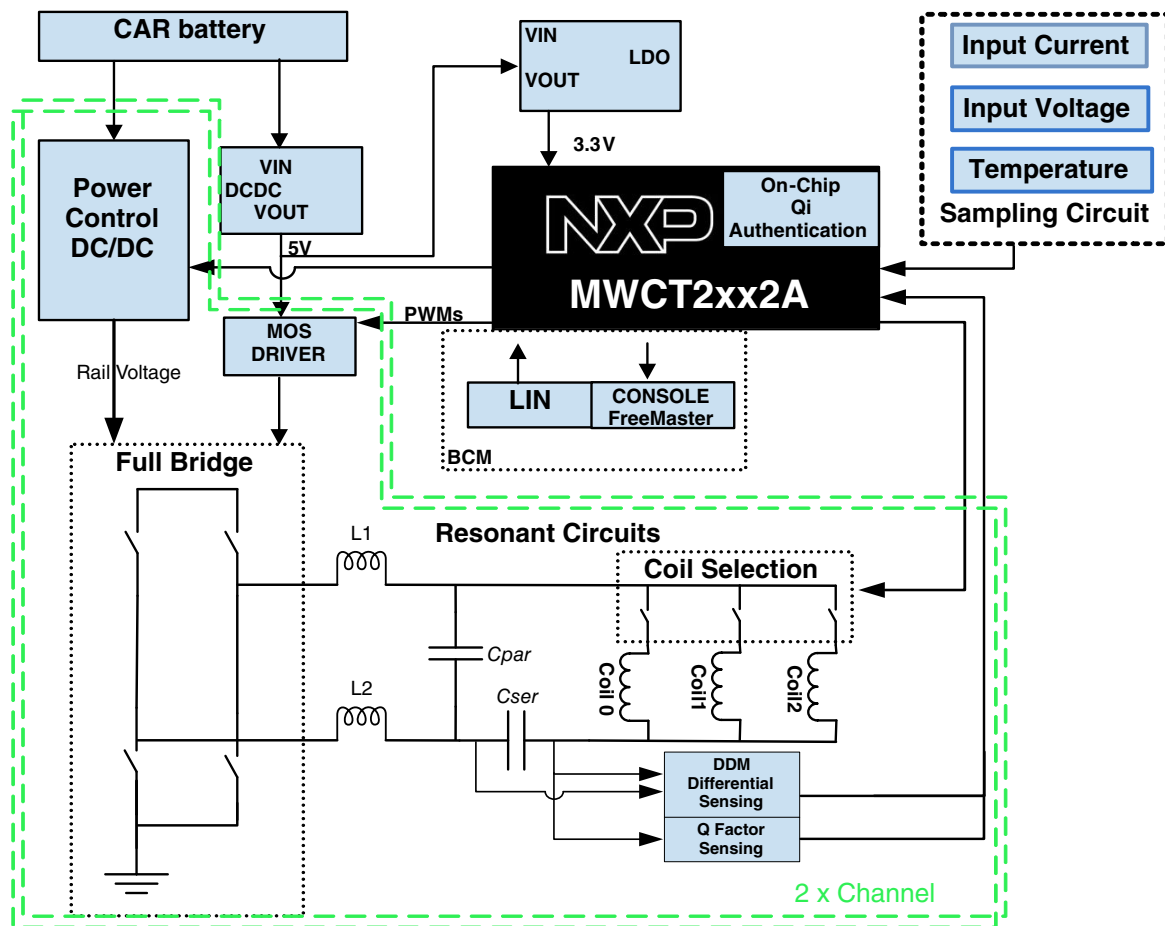 CAR battery
VIN
LDO
VOUT
Input Current
Input Voltage
Temperature
Sampling Circuit
3.3V
Power
Control
DC/DC
VIN
DCDC
VOUT
5V
NXP
On-Chip
Qi
Authentication
MWCT2xx2A
PWMs
MOS
DRIVER
Rail Voltage
LIN
CONSOLE
FreeMaster
BCM
Full Bridge
Resonant Circuits
L1
Coil Selection
Cpar
L2
Cser
Coil 0
Coil1
Coil2
DDM
Differential
Sensing
Q Factor
Sensing
2 x Channel